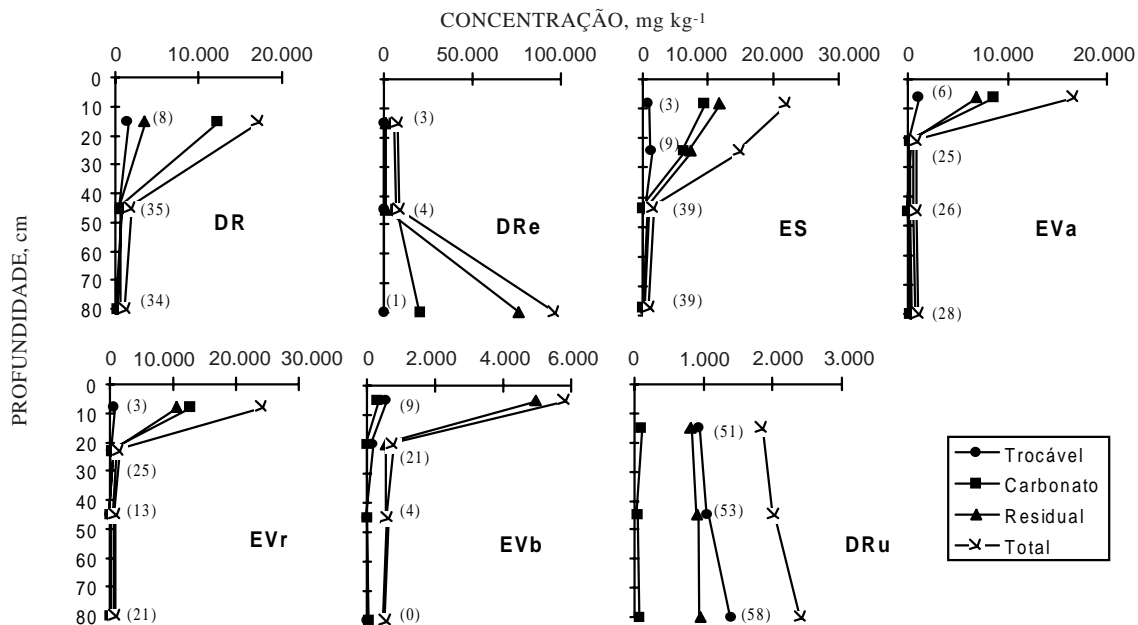 CONCENTRAÇÃO, mg kg-1
0 10.000 20.000
0 50.000 100.000
0 10.000 20.000 30.000
0 10.000 20.000
PROFUNDIDADE, cm
0
10
20
30
40
50
60
70
80
(8)
(35)
(34)
DR
(3)
(4)
(1)
DRe
(3)
(9)
(39)
(39)
ES
(6)
(25)
(26)
(28)
EVa
0 10.000 20.000 30.000
0 2.000 4.000 6.000
0 1.000 2.000 3.000
0
10
20
30
40
50
60
70
80
(3)
(25)
(13)
(21)
EVr
(9)
(21)
(4)
(0)
EVb
(51)
(53)
(58)
DRu
Trocável
Carbonato
Residual
Total